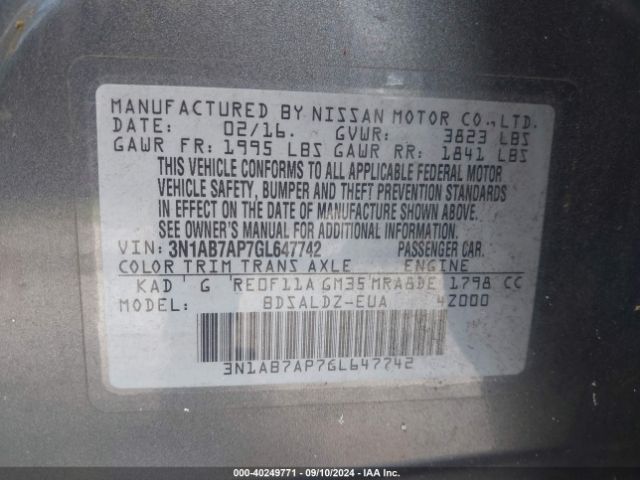 MANUFACTURED BY NISSAN MOTOR CO., LTD.
DATE: 02/16. GVWR: 3823 LBS
GAWR FR: 1995 LBS GAWR RR: 1841 LBS
THIS VEHICLE CONFORMS TO ALL APPLICABLE FEDERAL MOTOR
VEHICLE SAFETY, BUMPER AND THEFT PREVENTION STANDARDS
IN EFFECT ON THE DATE OF MANUFACTURE SHOWN ABOVE.
SEE OWNER'S MANUAL FOR ADDITIONAL INFORMATION.
VIN: 3N1AB7AP7GL647742 PASSENGER CAR.
COLOR TRIM TRANS AXLE ENGINE
KAD G RE0F11A GM35 MRA8DE 1798 CC
MODEL: BDSALDZ-EUA 4Z000
3N1AB7AP7GL647742
000-40249771 - 09/10/2024 - IAA Inc.